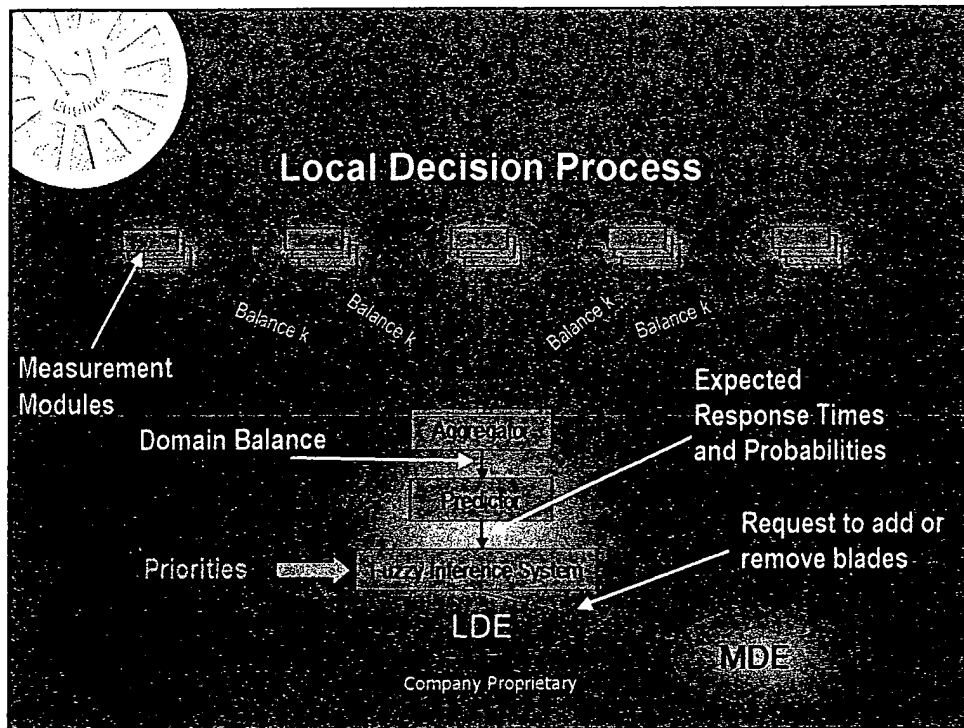 Engines
Local Decision Process
Balance k
Balance k
Balance k
Balance k
Measurement
Modules
Expected
Response Times
and Probabilities
Domain Balance
Aggregator
Predictor
Request to add or
remove blades
Priorities
Fuzzy Inference System
LDE
MDE
Company Proprietary